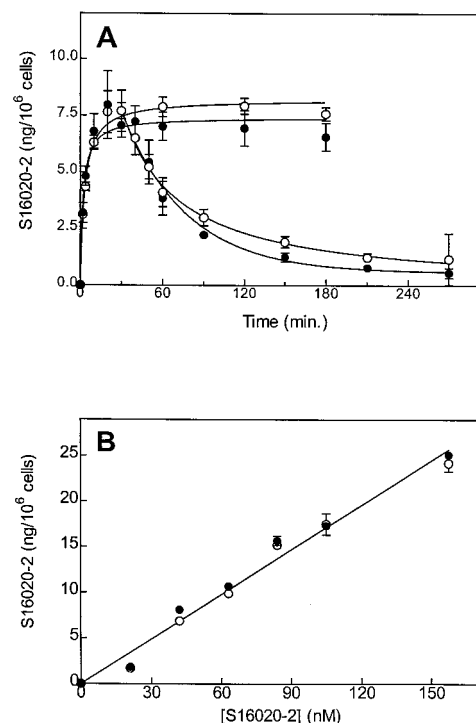 A
S16020-2 (ng/10⁶ cells)
10.0
7.5
5.0
2.5
0.0
0 60 120 180 240
Time (min.)
B
S16020-2 (ng/10⁶ cells)
25
20
15
10
5
0
0 30 60 90 120 150
[S16020-2] (nM)